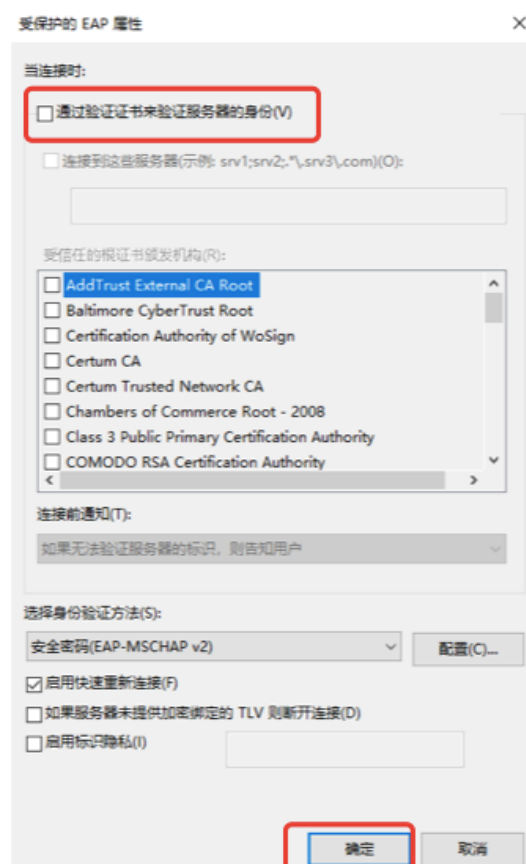 受保护的 EAP 属性
当连接时:
通过验证证书来验证服务器的身份(V)
连接到这些服务器(示例: srv1;srv2;.*\.srv3\.com)(O):
受信任的根证书颁发机构(R):
AddTrust External CA Root
Baltimore CyberTrust Root
Certification Authority of WoSign
Certum CA
Certum Trusted Network CA
Chambers of Commerce Root - 2008
Class 3 Public Primary Certification Authority
COMODO RSA Certification Authority
连接前通知(T):
如果无法验证服务器的标识，则告知用户
选择身份验证方法(S):
安全密码(EAP-MSCHAP v2)
配置(C)...
启用快速重新连接(F)
如果服务器未提供加密绑定的 TLV 则断开连接(D)
启用标识隐私(I)
确定
取消